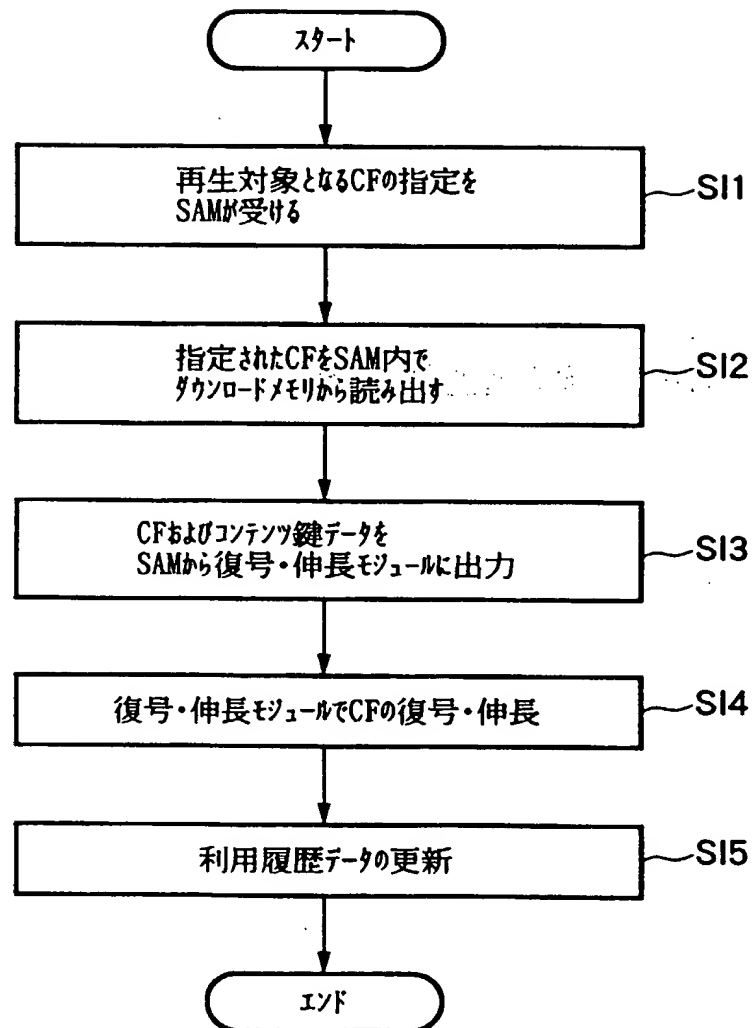 スタート
再生対象となるCFの指定を
SAMが受ける
S11
指定されたCFをSAM内で
ダウンロードメモリから読み出す
S12
CFおよびコンテンツ鍵データを
SAMから復号・伸長モジュールに出力
S13
復号・伸長モジュールでCFの復号・伸長
S14
利用履歴データの更新
S15
エンド